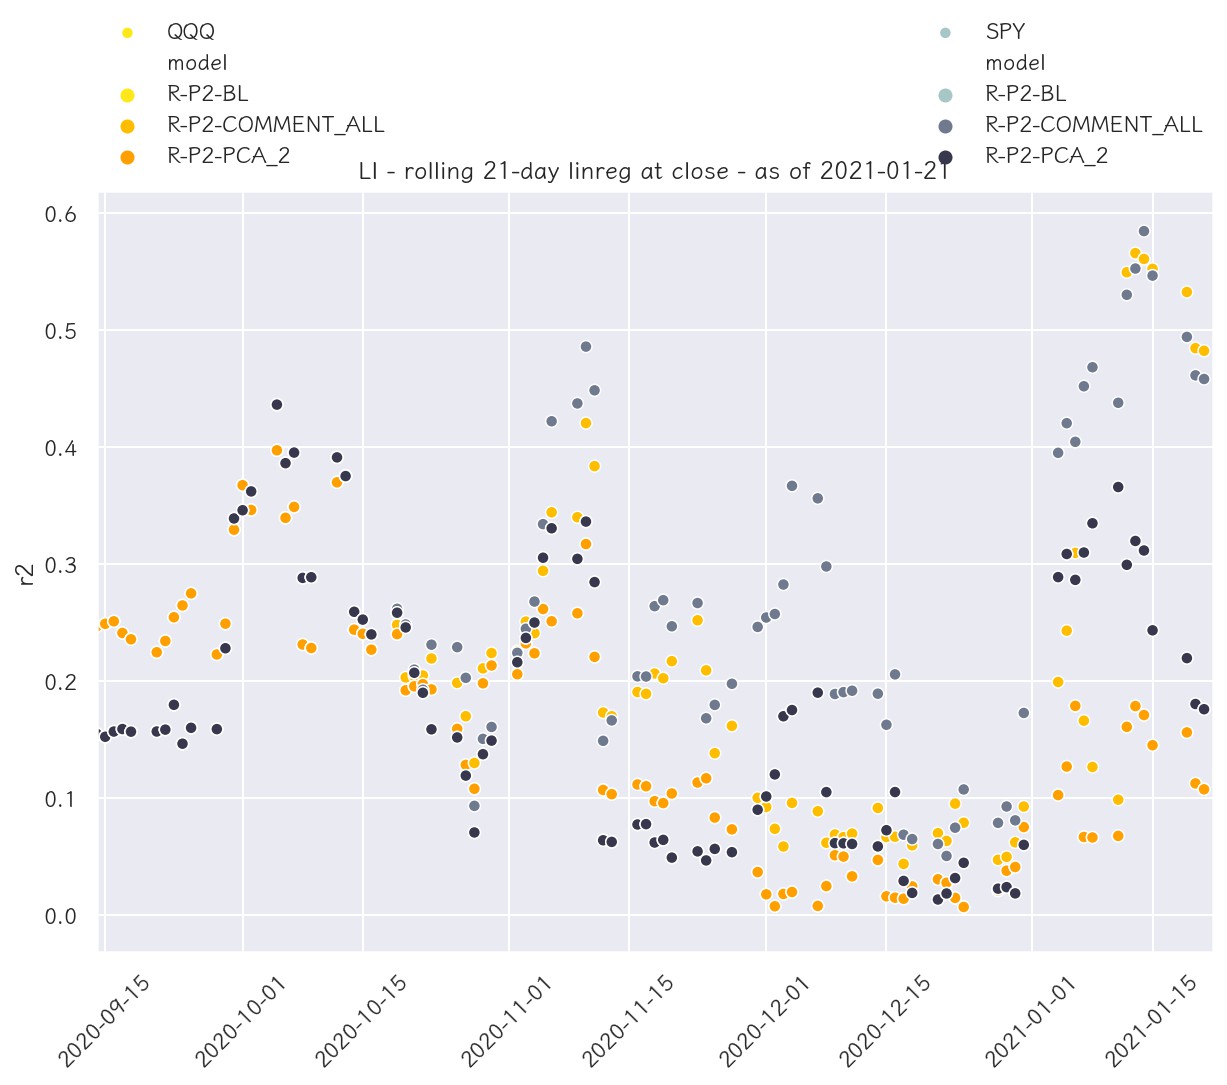 QQQ
model
R-P2-BL
R-P2-COMMENT_ALL
R-P2-PCA_2
SPY
model
R-P2-BL
R-P2-COMMENT_ALL
R-P2-PCA_2
LI - rolling 21-day linreg at close - as of 2021-01-21
0.6
0.5
0.4
0.3
0.2
0.1
0.0
r2
2020-09-15
2020-10-01
2020-10-15
2020-11-01
2020-11-15
2020-12-01
2020-12-15
2021-01-01
2021-01-15